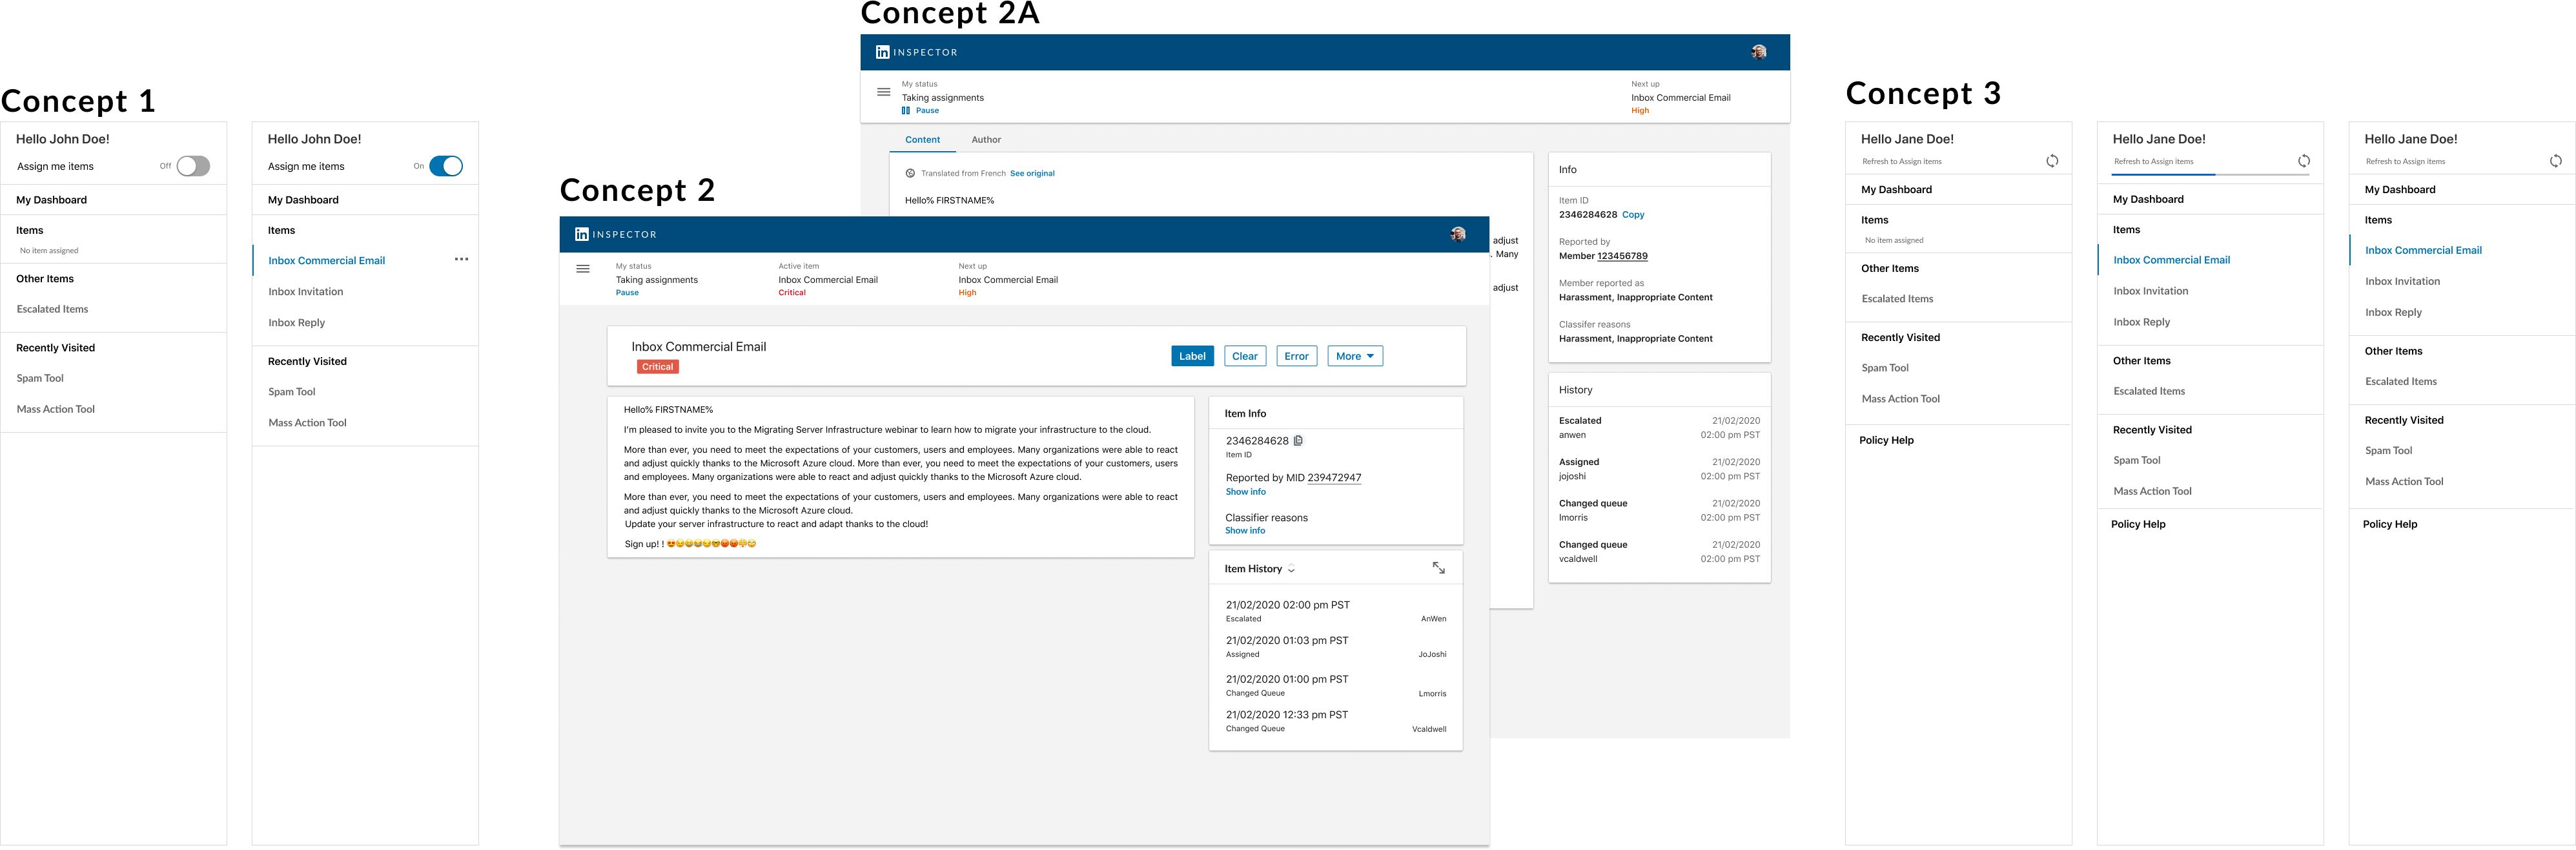 Concept 1
Hello John Doe!
Assign me items Off
My Dashboard
Items
No item assigned
Other Items
Escalated Items
Recently Visited
Spam Tool
Mass Action Tool
Hello John Doe!
Assign me items On
My Dashboard
Items
Inbox Commercial Email
Inbox Invitation
Inbox Reply
Recently Visited
Spam Tool
Mass Action Tool
Concept 2
in INSPECTOR
My status
Taking assignments
Pause
Active item
Inbox Commercial Email
Critical
Next up
Inbox Commercial Email
High
Inbox Commercial Email
Critical
Label Clear Error More
Hello% FIRSTNAME%
I'm pleased to invite you to the Migrating Server Infrastructure webinar to learn how to migrate your infrastructure to the cloud.
More than ever, you need to meet the expectations of your customers, users and employees. Many organizations were able to react
and adjust quickly thanks to the Microsoft Azure cloud. More than ever, you need to meet the expectations of your customers, users
and employees. Many organizations were able to react and adjust quickly thanks to the Microsoft Azure cloud.
More than ever, you need to meet the expectations of your customers, users and employees. Many organizations were able to react
and adjust quickly thanks to the Microsoft Azure cloud.
Update your server infrastructure to react and adapt thanks to the cloud!
Sign up! !
Item Info
2346284628
Item ID
Reported by MID 239472947
Show info
Classifier reasons
Show info
Item History
21/02/2020 02:00 pm PST
Escalated AnWen
21/02/2020 01:03 pm PST
Assigned JoJoshi
21/02/2020 01:00 pm PST
Changed Queue Lmorris
21/02/2020 12:33 pm PST
Changed Queue Vcaldwell
Concept 2A
in INSPECTOR
My status
Taking assignments
Pause
Next up
Inbox Commercial Email
High
Content Author
Translated from French See original
Hello% FIRSTNAME%
adjust
. Many
adjust
Info
Item ID
2346284628 Copy
Reported by
Member 123456789
Member reported as
Harassment, Inappropriate Content
Classifer reasons
Harassment, Inappropriate Content
History
Escalated 21/02/2020
anwen 02:00 pm PST
Assigned 21/02/2020
jojoshi 02:00 pm PST
Changed queue 21/02/2020
lmorris 02:00 pm PST
Changed queue 21/02/2020
vcaldwell 02:00 pm PST
Concept 3
Hello Jane Doe!
Refresh to Assign items
My Dashboard
Items
No item assigned
Other Items
Escalated Items
Recently Visited
Spam Tool
Mass Action Tool
Policy Help
Hello Jane Doe!
Refresh to Assign items
My Dashboard
Items
Inbox Commercial Email
Inbox Invitation
Inbox Reply
Other Items
Escalated Items
Recently Visited
Spam Tool
Mass Action Tool
Policy Help
Hello Jane Doe!
Refresh to Assign items
My Dashboard
Items
Inbox Commercial Email
Inbox Invitation
Inbox Reply
Other Items
Escalated Items
Recently Visited
Spam Tool
Mass Action Tool
Policy Help